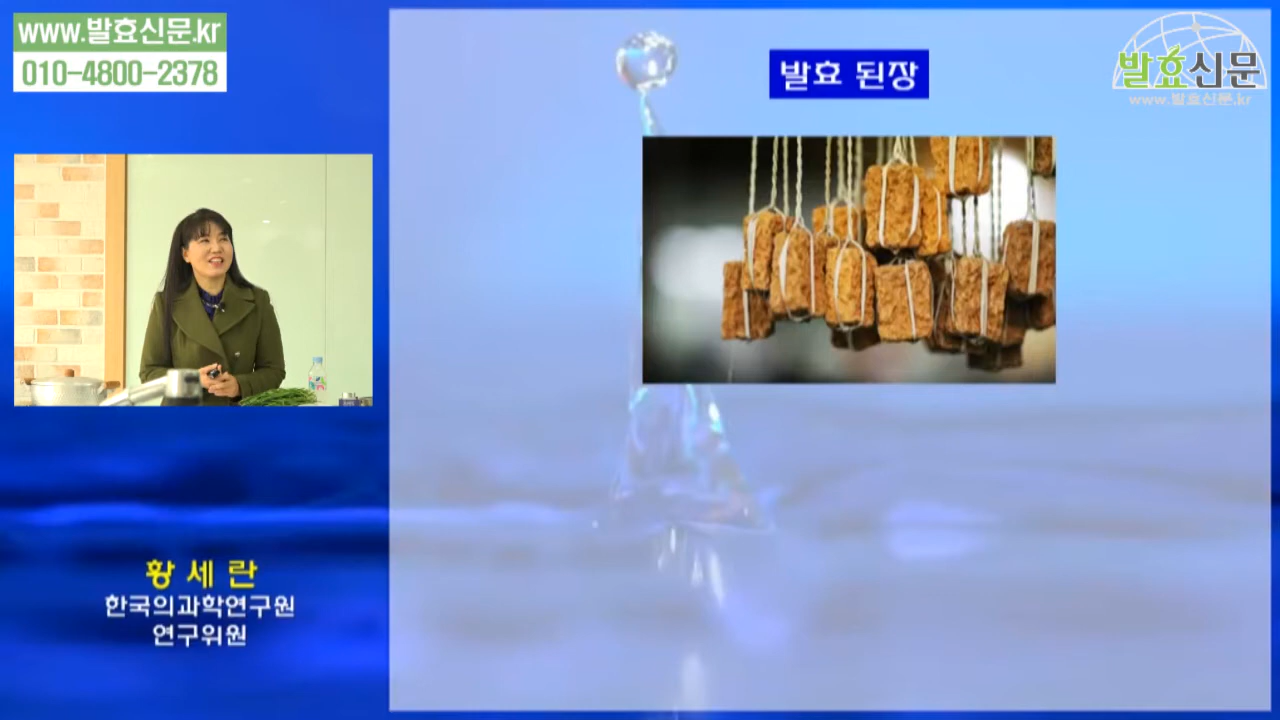 www.발효신문.kr
010-4800-2378
발효 된장
발효신문
www.발효신문.kr
황 세 란
한국의과학연구원
연구위원